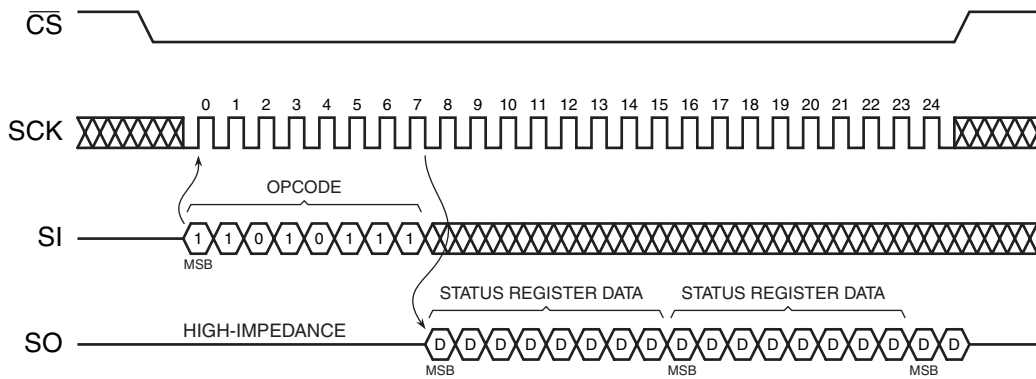 CS
0 1 2 3 4 5 6 7 8 9 10 11 12 13 14 15 16 17 18 19 20 21 22 23 24
SCK
OPCODE
SI 1 1 0 1 0 1 1 1
MSB
STATUS REGISTER DATA STATUS REGISTER DATA
HIGH-IMPEDANCE
SO D D D D D D D D D D D D D D D D D D
MSB MSB MSB